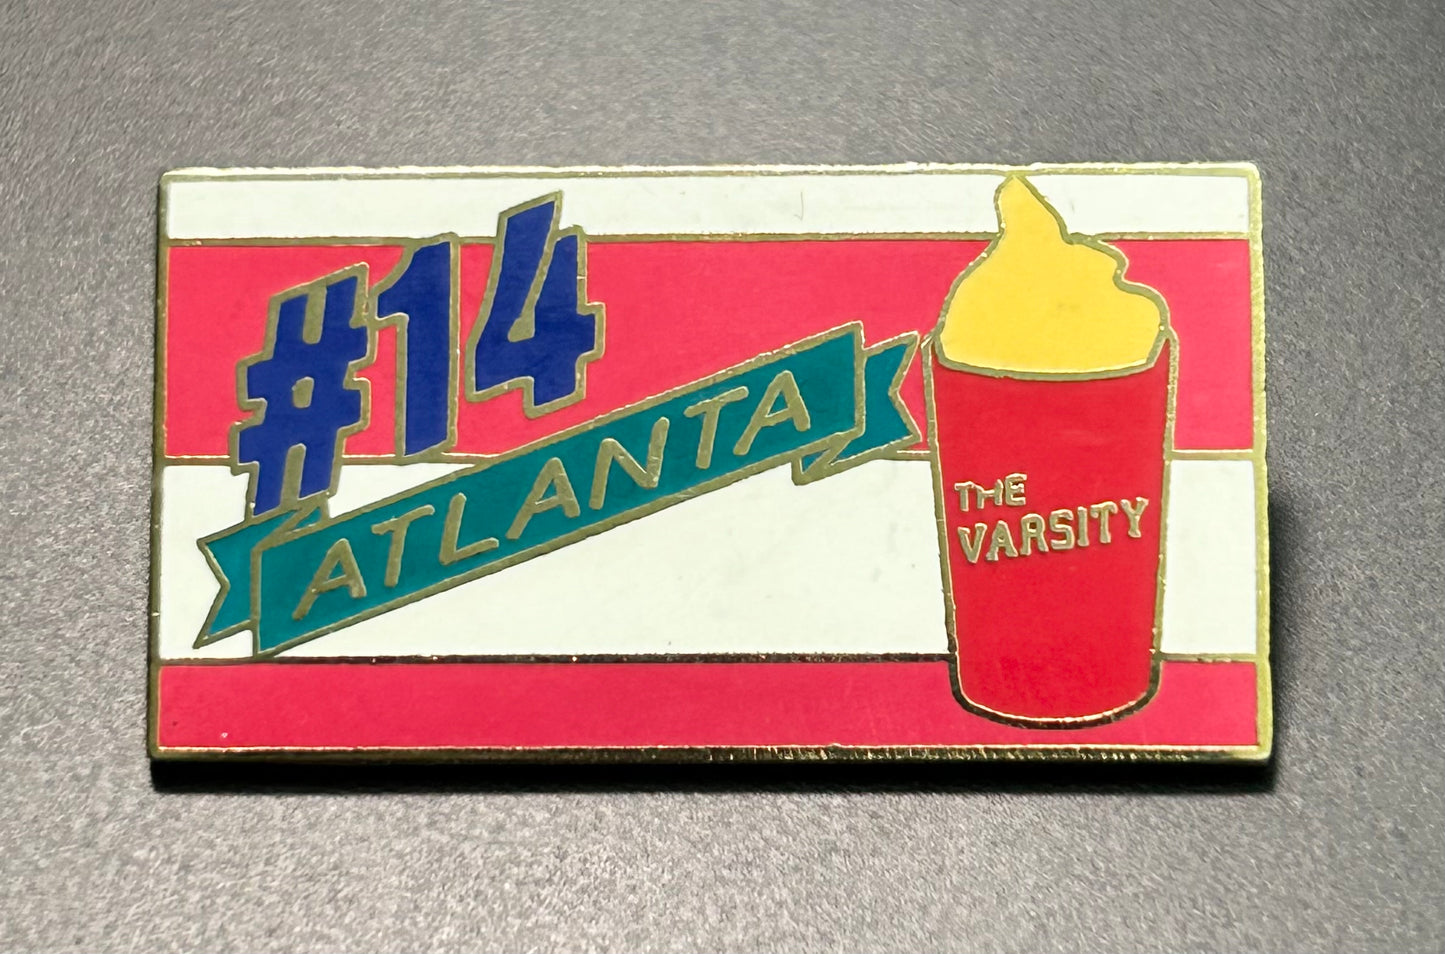 #14
ATLANTA
THE
VARSITY